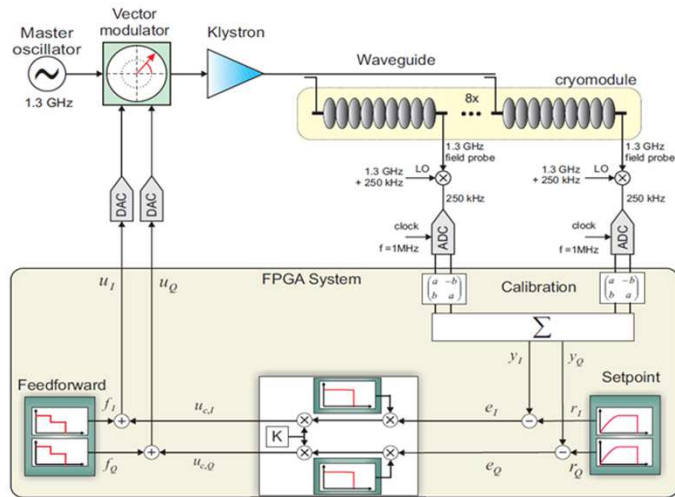 Vector
modulator
Klystron
Master
oscillator
1.3 GHz
Waveguide
cryomodule
8x
1.3 GHz
field probe
1.3 GHz
field probe
1.3 GHz
+ 250 kHz
LO
1.3 GHz
+ 250 kHz
LO
250 kHz
250 kHz
DAC
DAC
clock
f =1MHz
ADC
clock
f=1MHz
ADC
u_I
u_Q
FPGA System
(a -b
b a)
Calibration
(a -b
b a)
Σ
y_I
y_Q
Feedforward
Setpoint
f_I
u_{c,I}
e_I
r_I
K
f_Q
u_{c,Q}
e_Q
r_Q